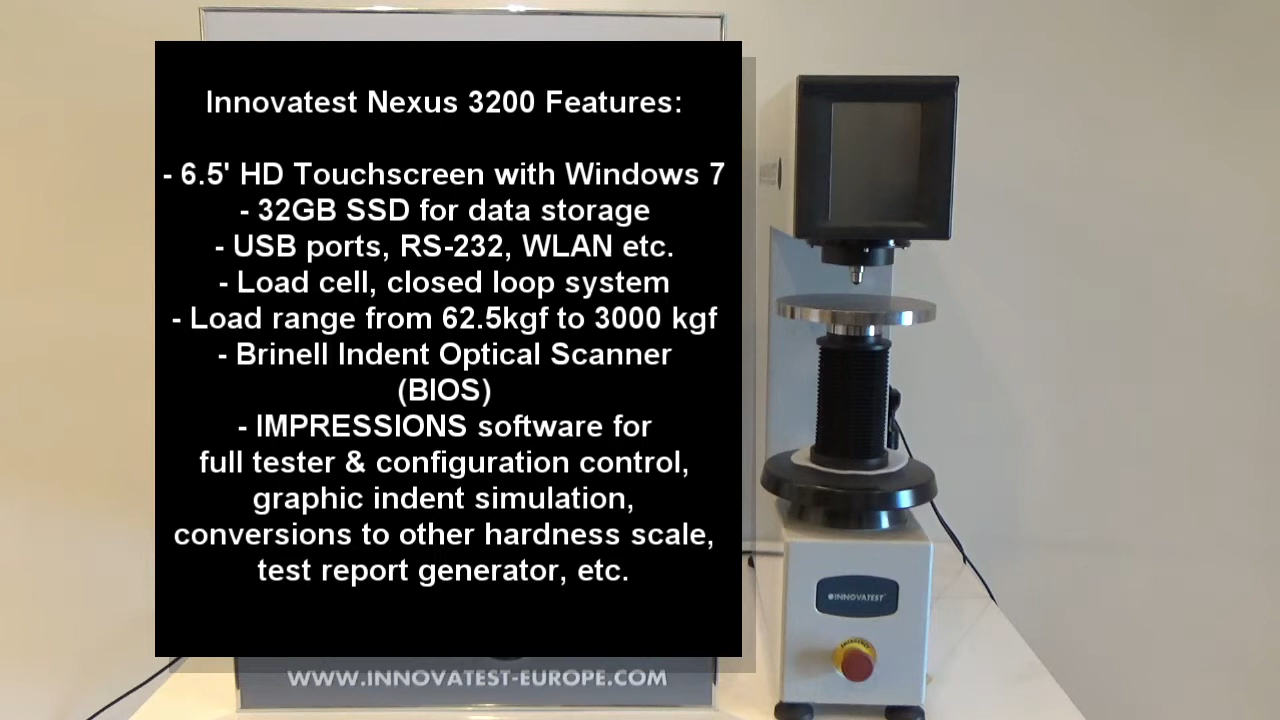 Innovatest Nexus 3200 Features:
- 6.5' HD Touchscreen with Windows 7
- 32GB SSD for data storage
- USB ports, RS-232, WLAN etc.
- Load cell, closed loop system
- Load range from 62.5kgf to 3000 kgf
- Brinell Indent Optical Scanner
(BIOS)
- IMPRESSIONS software for
full tester & configuration control,
graphic indent simulation,
conversions to other hardness scale,
test report generator, etc.
WWW.INNOVATEST-EUROPE.COM
INNOVATEST
EMERGENCY